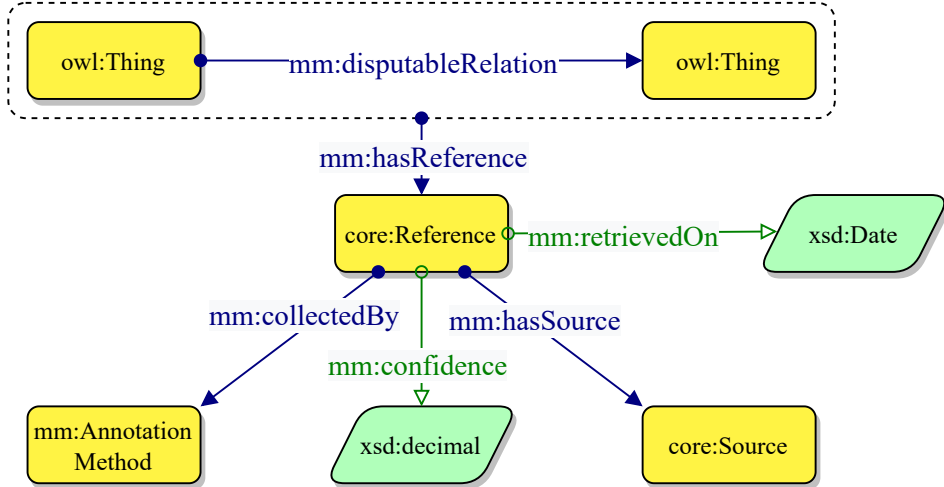 owl:Thing
mm:disputableRelation
owl:Thing
mm:hasReference
core:Reference
mm:retrievedOn
xsd:Date
mm:collectedBy
mm:hasSource
mm:confidence
mm:Annotation
Method
xsd:decimal
core:Source